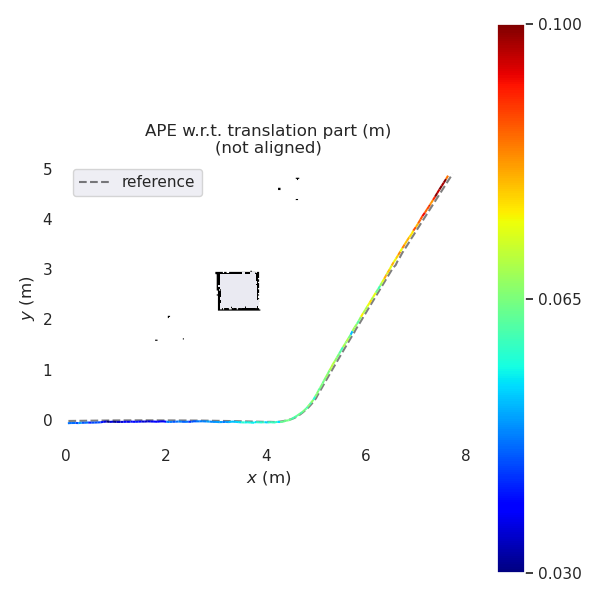 APE w.r.t. translation part (m)
(not aligned)
reference
5
4
3
2
1
0
y (m)
0 2 4 6 8
x (m)
0.100
0.065
0.030